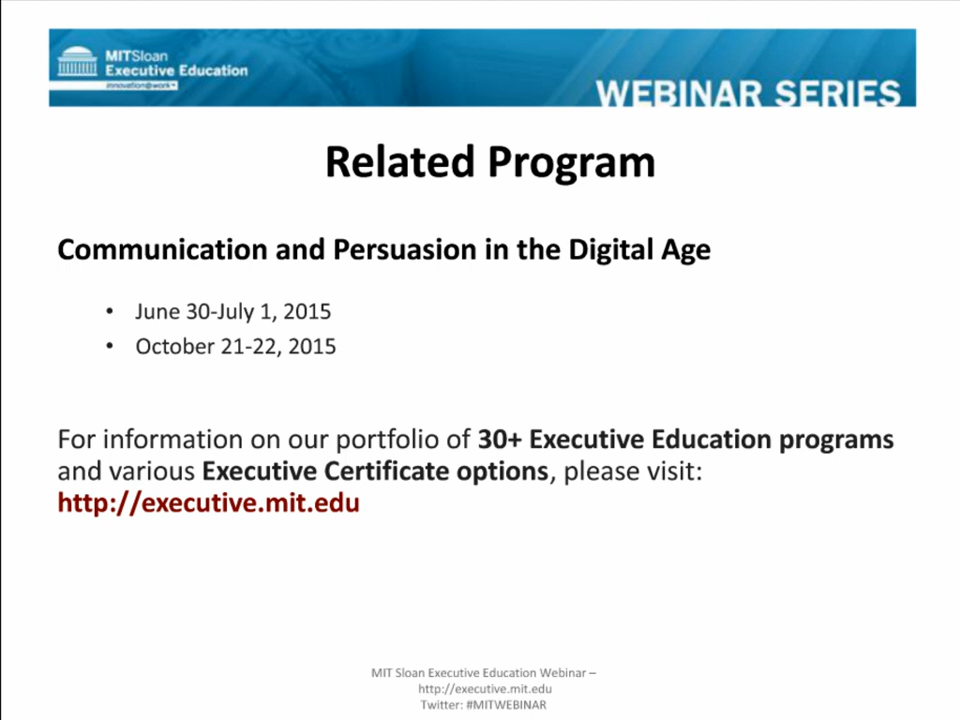 MITSloan
Executive Education
innovation@work
WEBINAR SERIES
Related Program
Communication and Persuasion in the Digital Age
• June 30-July 1, 2015
• October 21-22, 2015
For information on our portfolio of 30+ Executive Education programs
and various Executive Certificate options, please visit:
http://executive.mit.edu
MIT Sloan Executive Education Webinar –
http://executive.mit.edu
Twitter: #MITWEBINAR